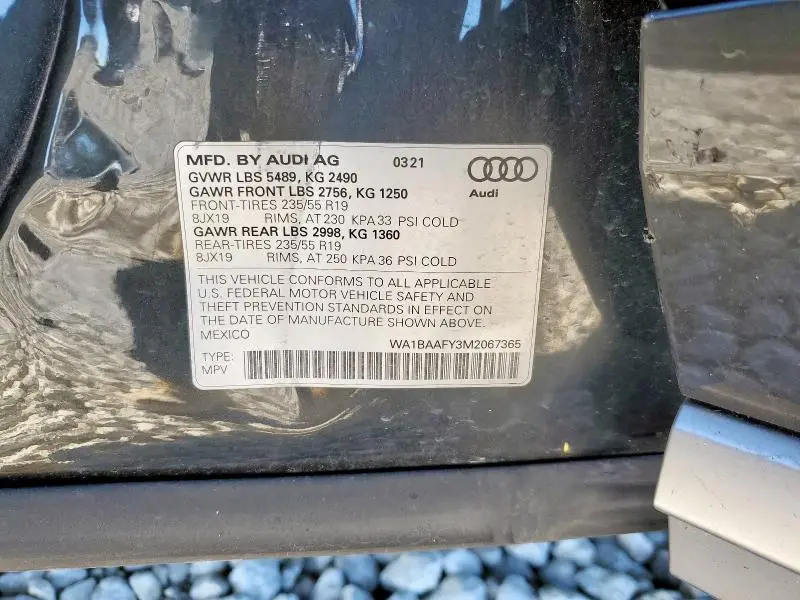 MFD. BY AUDI AG 03 21
GVWR LBS 5489, KG 2490
GAWR FRONT LBS 2756, KG 1250
FRONT-TIRES 235/55 R19
8JX19 RIMS, AT 230 KPA 33 PSI COLD
GAWR REAR LBS 2998, KG 1360
REAR-TIRES 235/55 R19
8JX19 RIMS, AT 250 KPA 36 PSI COLD
Audi
THIS VEHICLE CONFORMS TO ALL APPLICABLE
U.S. FEDERAL MOTOR VEHICLE SAFETY AND
THEFT PREVENTION STANDARDS IN EFFECT ON
THE DATE OF MANUFACTURE SHOWN ABOVE.
MEXICO WA1BAAFY3M2067365
TYPE:
MPV